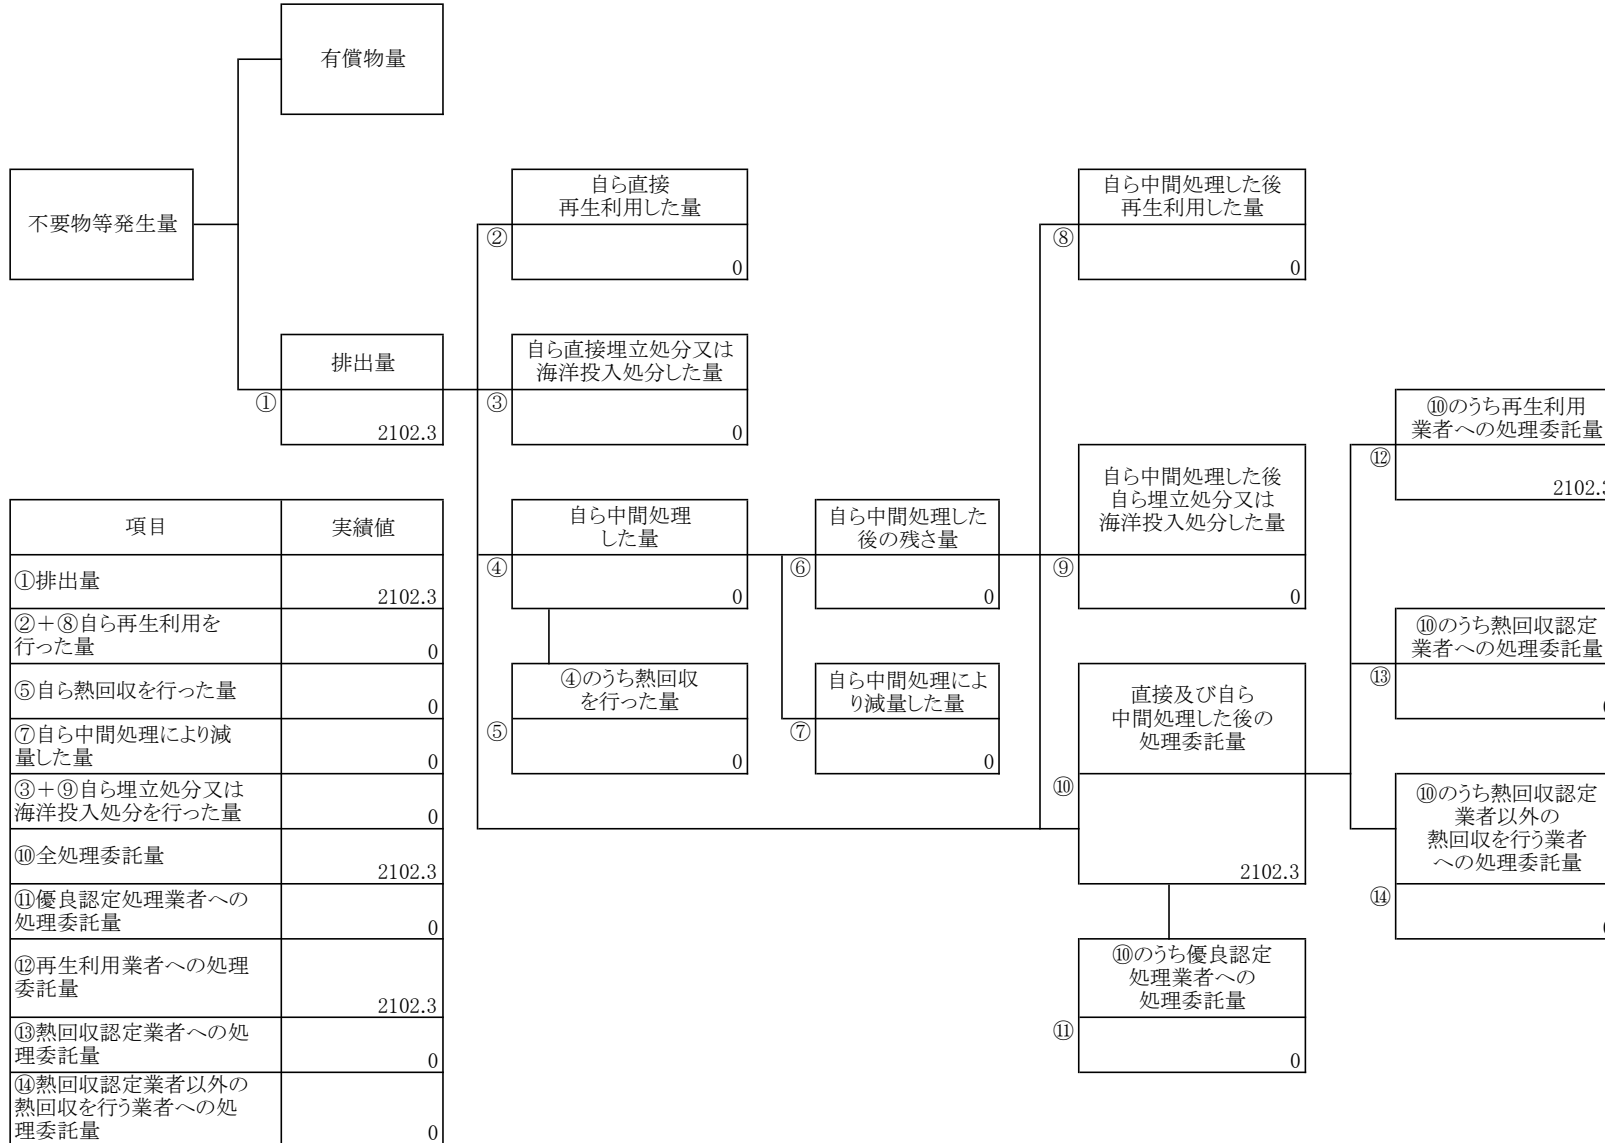 有償物量
不要物等発生量
自ら直接
再生利用した量
②
0
自ら中間処理した後
再生利用した量
⑧
0
排出量
①
2102.3
自ら直接埋立処分又は
海洋投入処分した量
③
0
⑩のうち再生利用
業者への処理委託量
⑫
2102.3
自ら中間処理
した量
④
0
自ら中間処理した
後の残さ量
⑥
0
自ら中間処理した後
自ら埋立処分又は
海洋投入処分した量
⑨
0
⑩のうち熱回収認定
業者への処理委託量
⑬
④のうち熱回収
を行った量
⑤
0
自ら中間処理によ
り減量した量
⑦
0
直接及び自ら
中間処理した後の
処理委託量
⑩
2102.3
⑩のうち熱回収認定
業者以外の
熱回収を行う業者
への処理委託量
⑭
⑩のうち優良認定
処理業者への
処理委託量
⑪
0
項目 実績値
①排出量
2102.3
②＋⑧自ら再生利用を
行った量 0
⑤自ら熱回収を行った量
0
⑦自ら中間処理により減
量した量 0
③＋⑨自ら埋立処分又は
海洋投入処分を行った量 0
⑩全処理委託量
2102.3
⑪優良認定処理業者への
処理委託量 0
⑫再生利用業者への処理
委託量
2102.3
⑬熱回収認定業者への処
理委託量 0
⑭熱回収認定業者以外の
熱回収を行う業者への処
理委託量 0